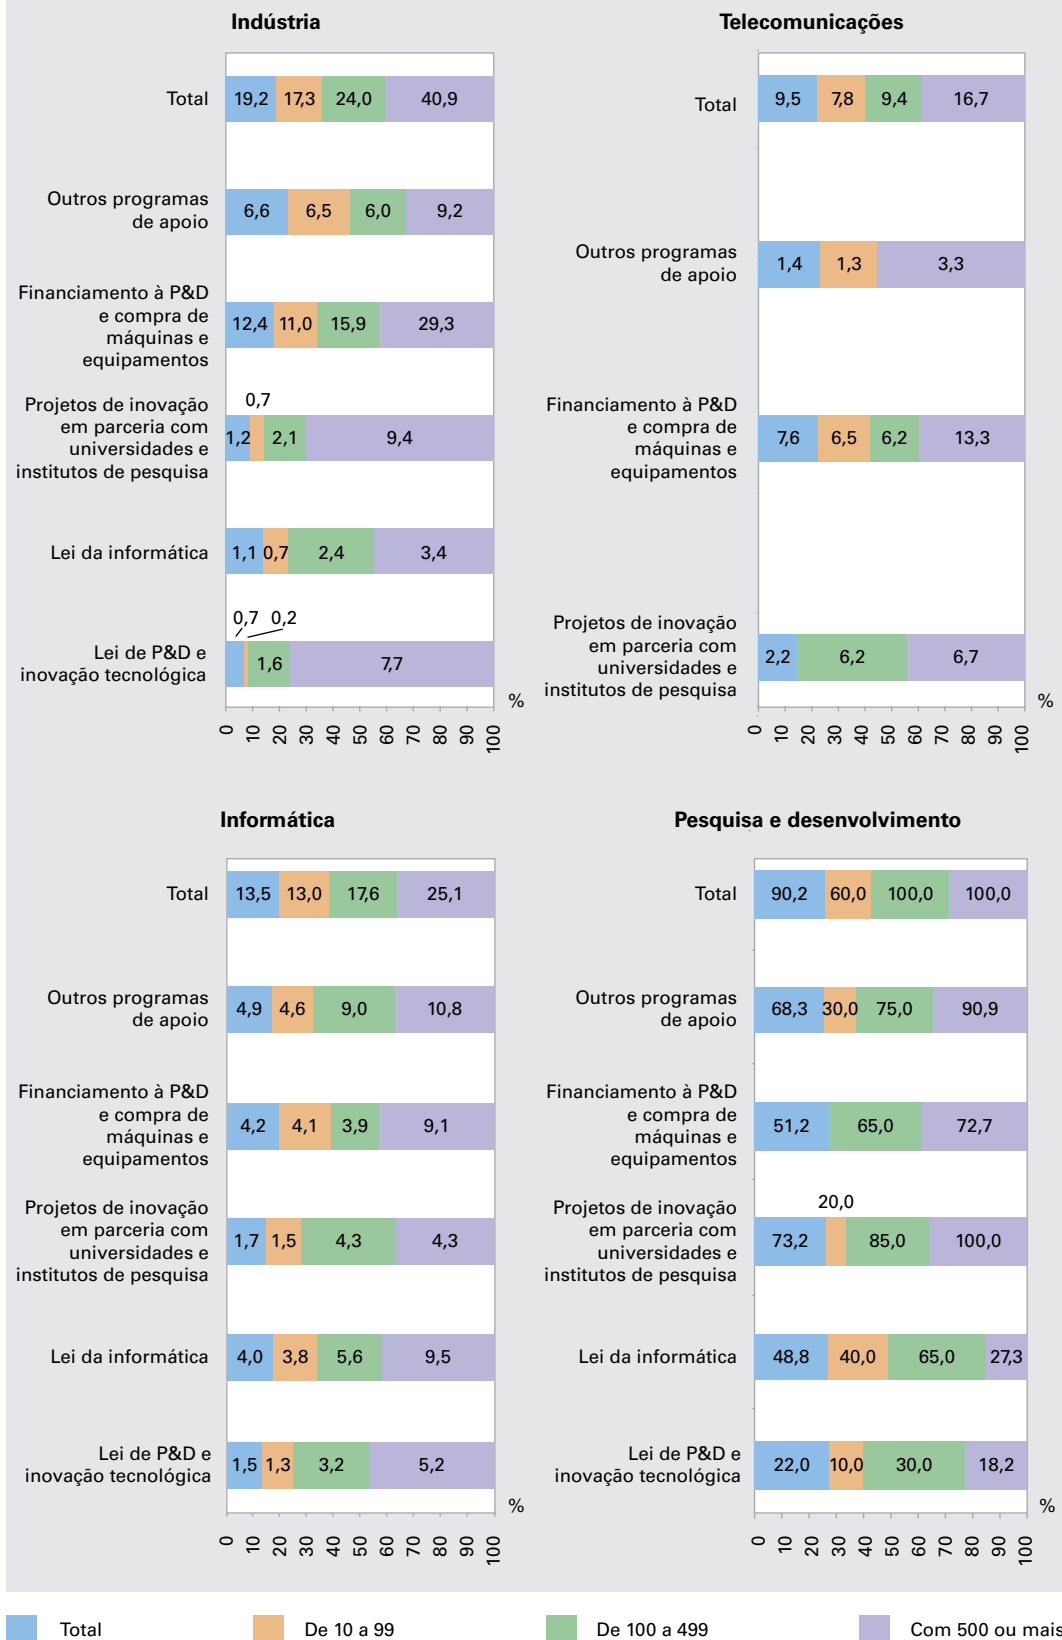 Indústria
Total
19,2 17,3 24,0 40,9
Outros programas
de apoio
6,6 6,5 6,0 9,2
Financiamento à P&D
e compra de
máquinas e
equipamentos
12,4 11,0 15,9 29,3
0,7
Projetos de inovação
em parceria com
universidades e
institutos de pesquisa
1,2 2,1 9,4
Lei da informática
1,1 0,7 2,4 3,4
0,7 0,2
Lei de P&D e
inovação tecnológica
1,6 7,7
%
0 10 20 30 40 50 60 70 80 90 100
Telecomunicações
Total
9,5 7,8 9,4 16,7
Outros programas
de apoio
1,4 1,3 3,3
Financiamento à P&D
e compra de
máquinas e
equipamentos
7,6 6,5 6,2 13,3
Projetos de inovação
em parceria com
universidades e
institutos de pesquisa
2,2 6,2 6,7
%
0 10 20 30 40 50 60 70 80 90 100
Informática
Total
13,5 13,0 17,6 25,1
Outros programas
de apoio
4,9 4,6 9,0 10,8
Financiamento à P&D
e compra de
máquinas e
equipamentos
4,2 4,1 3,9 9,1
Projetos de inovação
em parceria com
universidades e
institutos de pesquisa
1,7 1,5 4,3 4,3
Lei da informática
4,0 3,8 5,6 9,5
Lei de P&D e
inovação tecnológica
1,5 1,3 3,2 5,2
%
0 10 20 30 40 50 60 70 80 90 100
Pesquisa e desenvolvimento
Total
90,2 60,0 100,0 100,0
Outros programas
de apoio
68,3 30,0 75,0 90,9
Financiamento à P&D
e compra de
máquinas e
equipamentos
51,2 65,0 72,7
20,0
Projetos de inovação
em parceria com
universidades e
institutos de pesquisa
73,2 85,0 100,0
Lei da informática
48,8 40,0 65,0 27,3
Lei de P&D e
inovação tecnológica
22,0 10,0 30,0 18,2
%
0 10 20 30 40 50 60 70 80 90 100
Total De 10 a 99 De 100 a 499 Com 500 ou mais